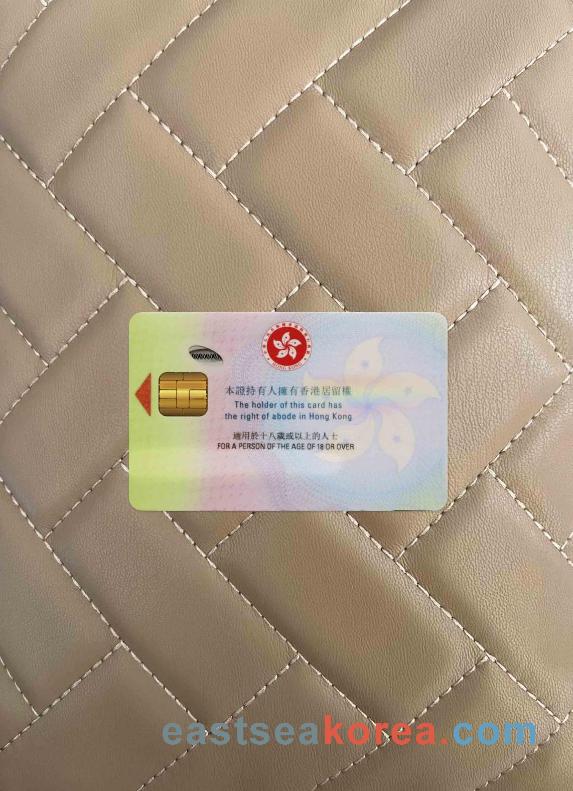 本證持有人擁有香港居留權
The holder of this card has
the right of abode in Hong Kong
適用於十八歲或以上的人士
FOR A PERSON OF THE AGE OF 18 OR OVER
eastseakorea.com